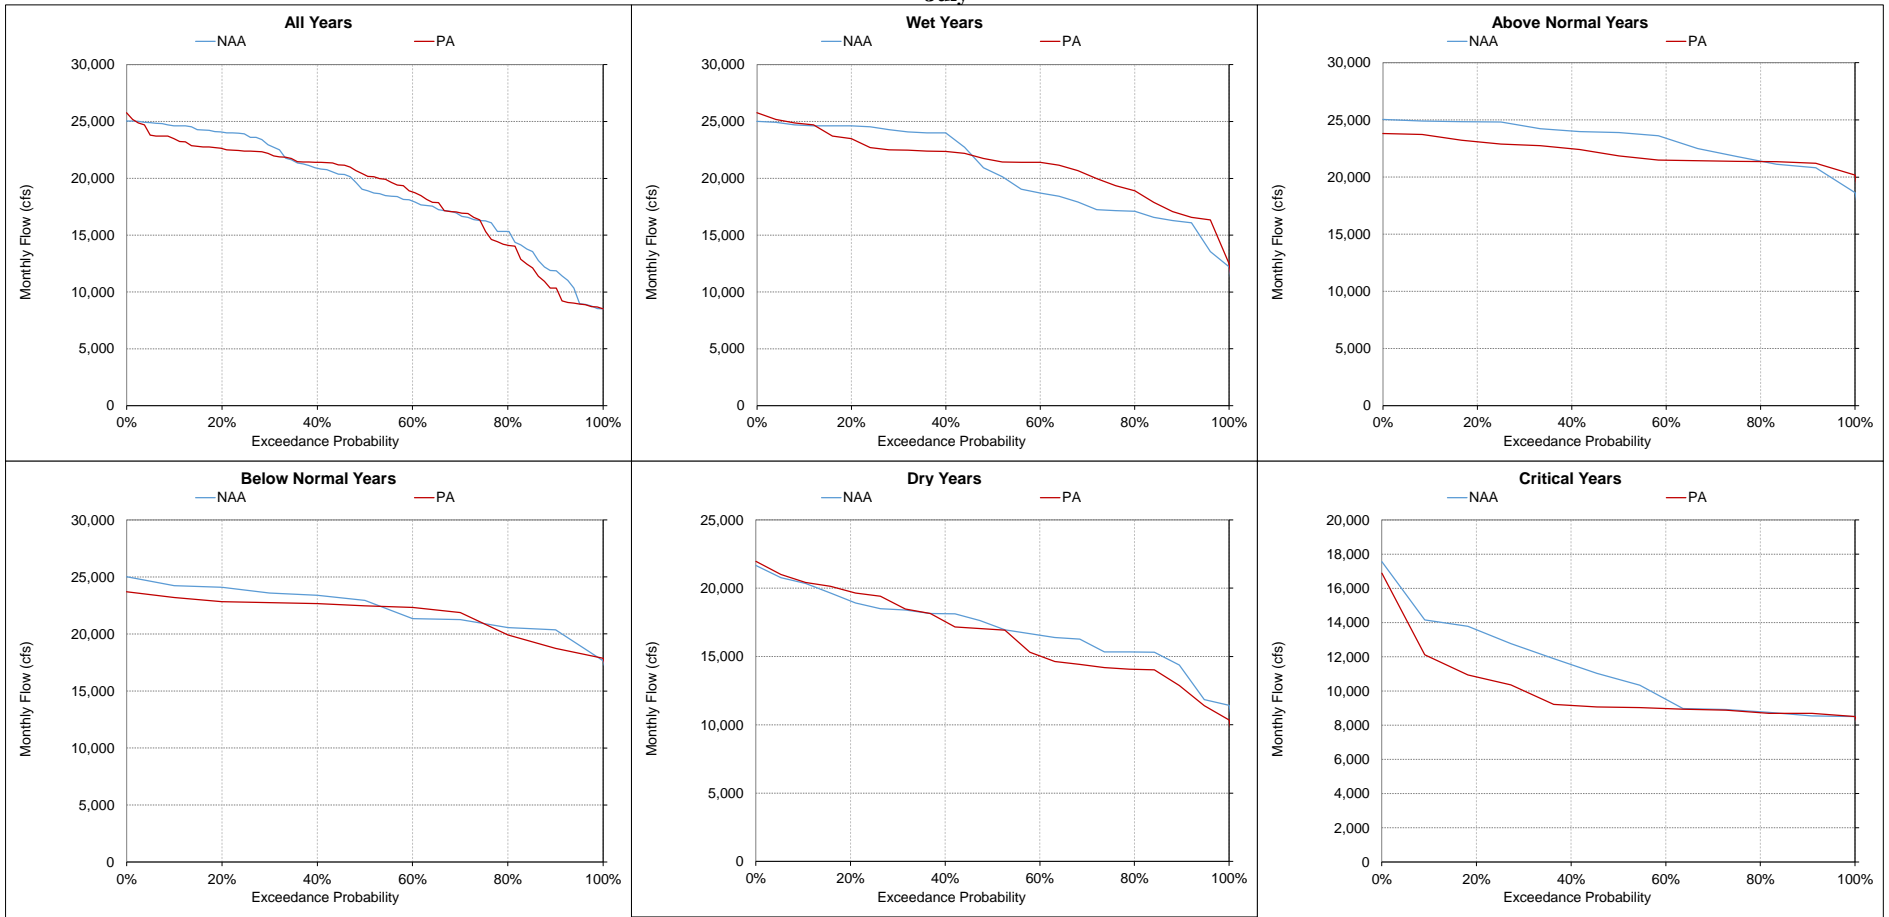 All Years
NAA PA
Monthly Flow (cfs)
30,000
25,000
20,000
15,000
10,000
5,000
0
0% 20% 40% 60% 80% 100%
Exceedance Probability
Wet Years
NAA PA
Monthly Flow (cfs)
30,000
25,000
20,000
15,000
10,000
5,000
0
0% 20% 40% 60% 80% 100%
Exceedance Probability
Above Normal Years
NAA PA
Monthly Flow (cfs)
30,000
25,000
20,000
15,000
10,000
5,000
0
0% 20% 40% 60% 80% 100%
Exceedance Probability
Below Normal Years
NAA PA
Monthly Flow (cfs)
30,000
25,000
20,000
15,000
10,000
5,000
0
0% 20% 40% 60% 80% 100%
Exceedance Probability
Dry Years
NAA PA
Monthly Flow (cfs)
25,000
20,000
15,000
10,000
5,000
0
0% 20% 40% 60% 80% 100%
Exceedance Probability
Critical Years
NAA PA
Monthly Flow (cfs)
20,000
18,000
16,000
14,000
12,000
10,000
8,000
6,000
4,000
2,000
0
0% 20% 40% 60% 80% 100%
Exceedance Probability